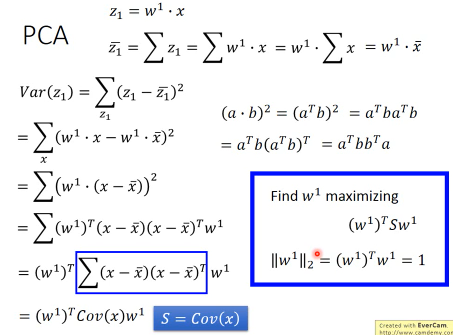 PCA
z₁ = w¹ · x
z̄₁ = ∑ z₁ = ∑ w¹ · x = w¹ · ∑ x = w¹ · x̄
Var(z₁) = ∑_{z₁} (z₁ − z̄₁)²
= ∑_{x} (w¹ · x − w¹ · x̄)²
= ∑ (w¹ · (x − x̄))²
= ∑ (w¹)ᵀ(x − x̄)(x − x̄)ᵀw¹
= (w¹)ᵀ ∑ (x − x̄)(x − x̄)ᵀ w¹
= (w¹)ᵀCov(x)w¹
S = Cov(x)
(a · b)² = (aᵀb)² = aᵀbaᵀb
= aᵀb(aᵀb)ᵀ = aᵀbbᵀa
Find w¹ maximizing
(w¹)ᵀSw¹
‖w¹‖₂ = (w¹)ᵀw¹ = 1
Created with EverCam.
http://www.camdemy.com